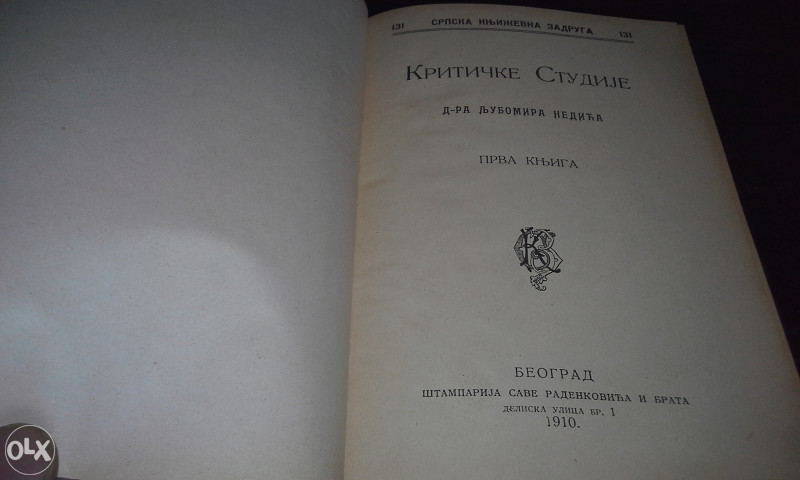 131 СРПСКА КЊИЖЕВНА ЗАДРУГА 131
КРИТИЧКЕ СТУДИЈЕ
Д-РА ЉУБОМИРА НЕДИЋА
ПРВА КЊИГА
БЕОГРАД
ШТАМПАРИЈА САВЕ РАДЕНКОВИЋА И БРАТА
ДЕЛИСКА УЛИЦА БР. 1
1910.
OLX